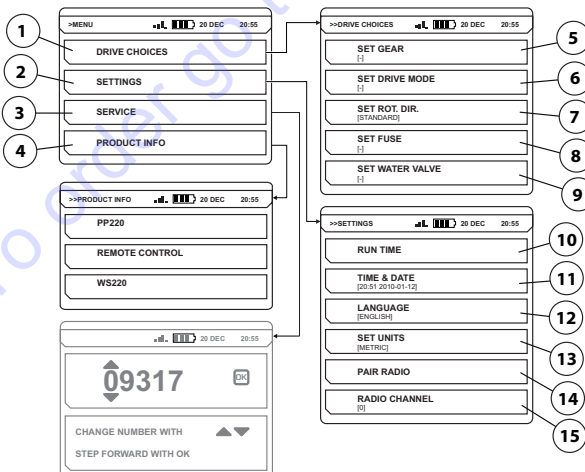 >MENU 20 DEC 20:55
1 DRIVE CHOICES
2 SETTINGS
3 SERVICE
4 PRODUCT INFO
>>PRODUCT INFO 20 DEC 20:55
PP220
REMOTE CONTROL
WS220
20 DEC 20:55
09317 OK
CHANGE NUMBER WITH
STEP FORWARD WITH OK
>>DRIVE CHOICES 20 DEC 20:55
SET GEAR 5
[-]
SET DRIVE MODE 6
[-]
SET ROT. DIR. 7
[STANDARD]
SET FUSE 8
[-]
SET WATER VALVE 9
[-]
>>SETTINGS 20 DEC 20:55
RUN TIME 10
TIME & DATE 11
[20:51 2010-01-12]
LANGUAGE 12
[ENGLISH]
SET UNITS 13
[METRIC]
PAIR RADIO 14
RADIO CHANNEL 15
[0]
o order go t